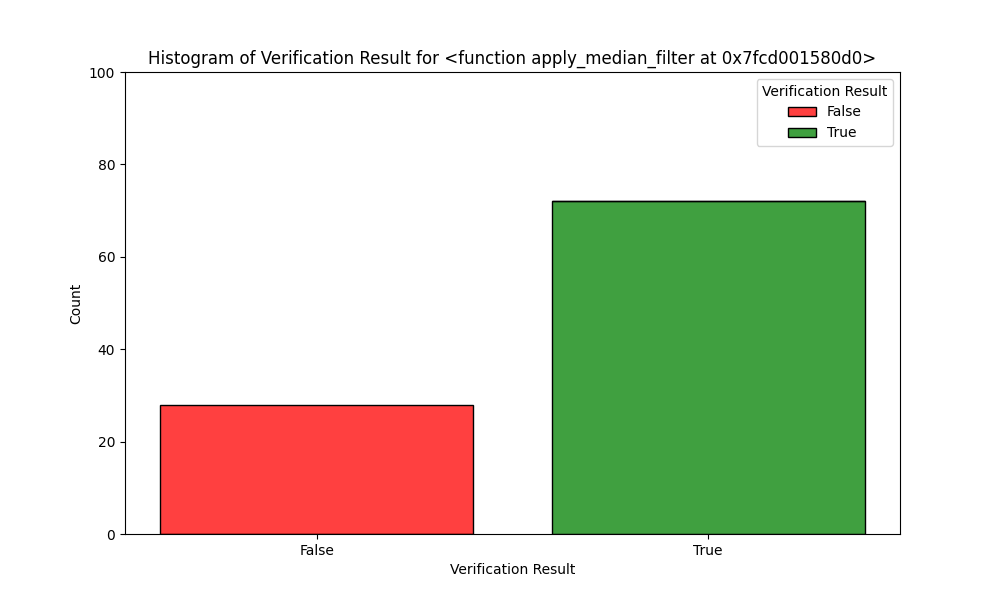 Histogram of Verification Result for <function apply_median_filter at 0x7fcd001580d0>
100
80
60
40
20
0
Count
Verification Result
False
True
False
True
Verification Result